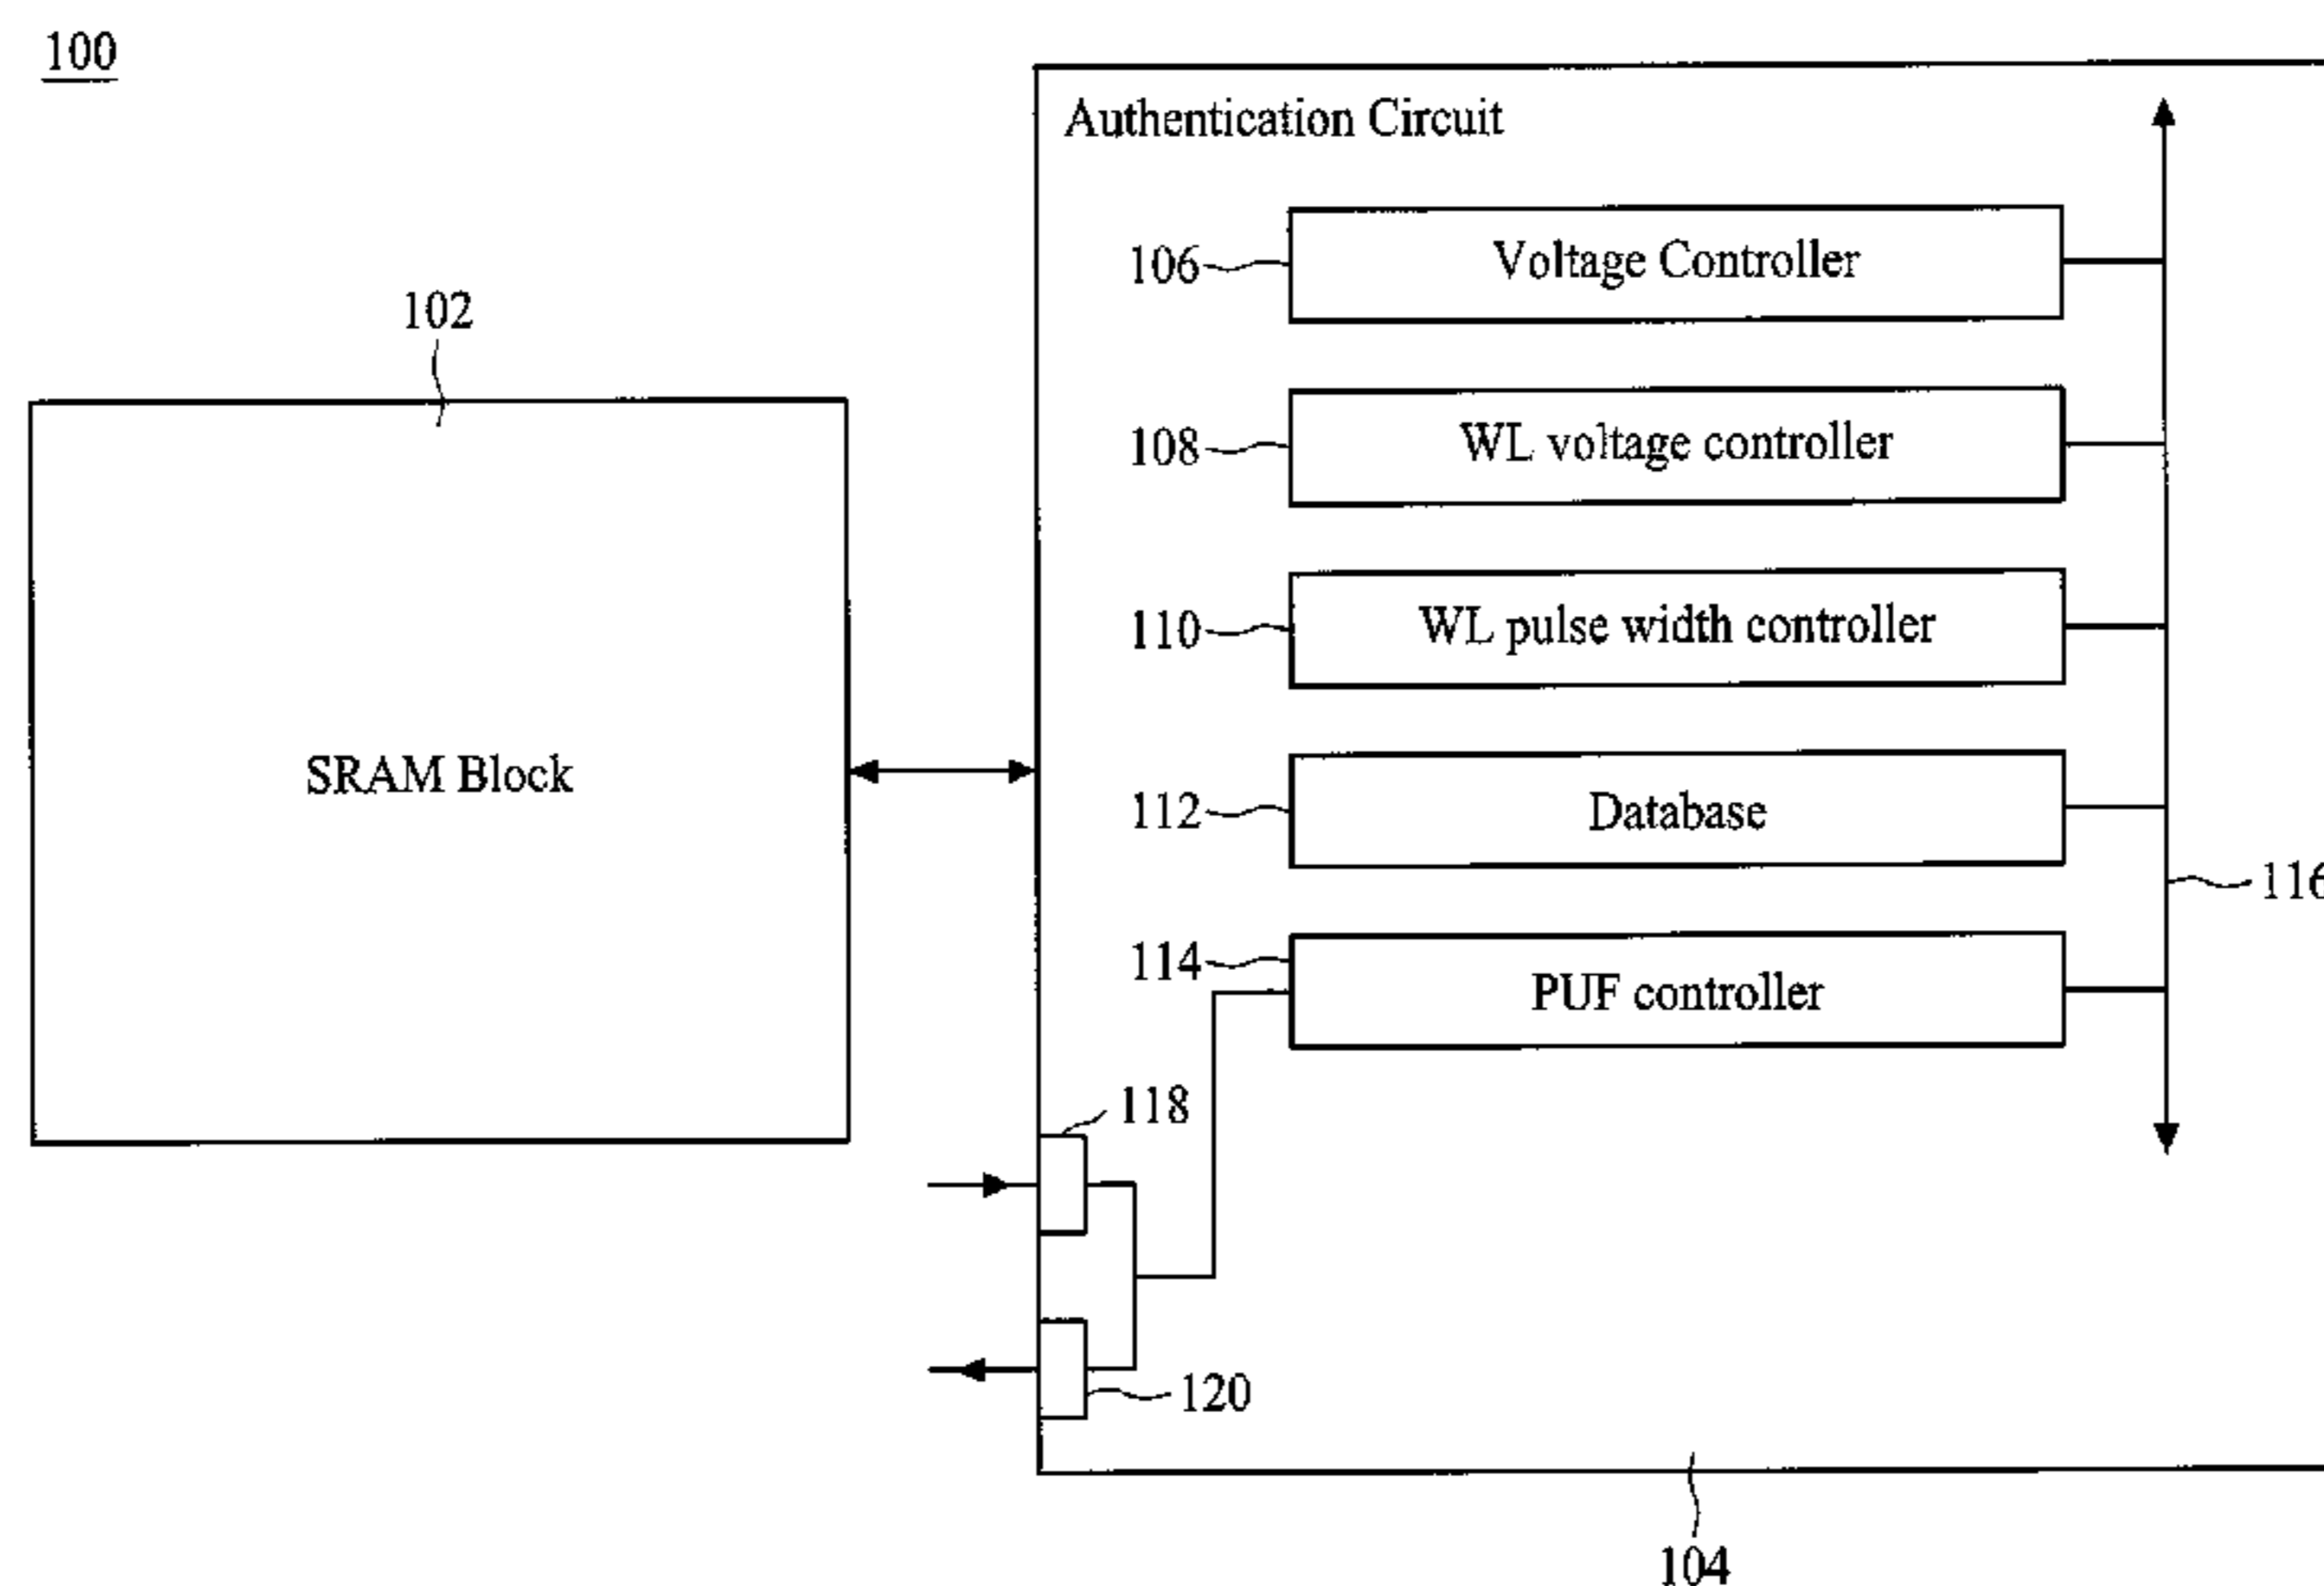 100
Authentication Circuit
106
Voltage Controller
102
108
WL voltage controller
110
WL pulse width controller
SRAM Block
112
Database
116
114
PUF controller
118
120
104